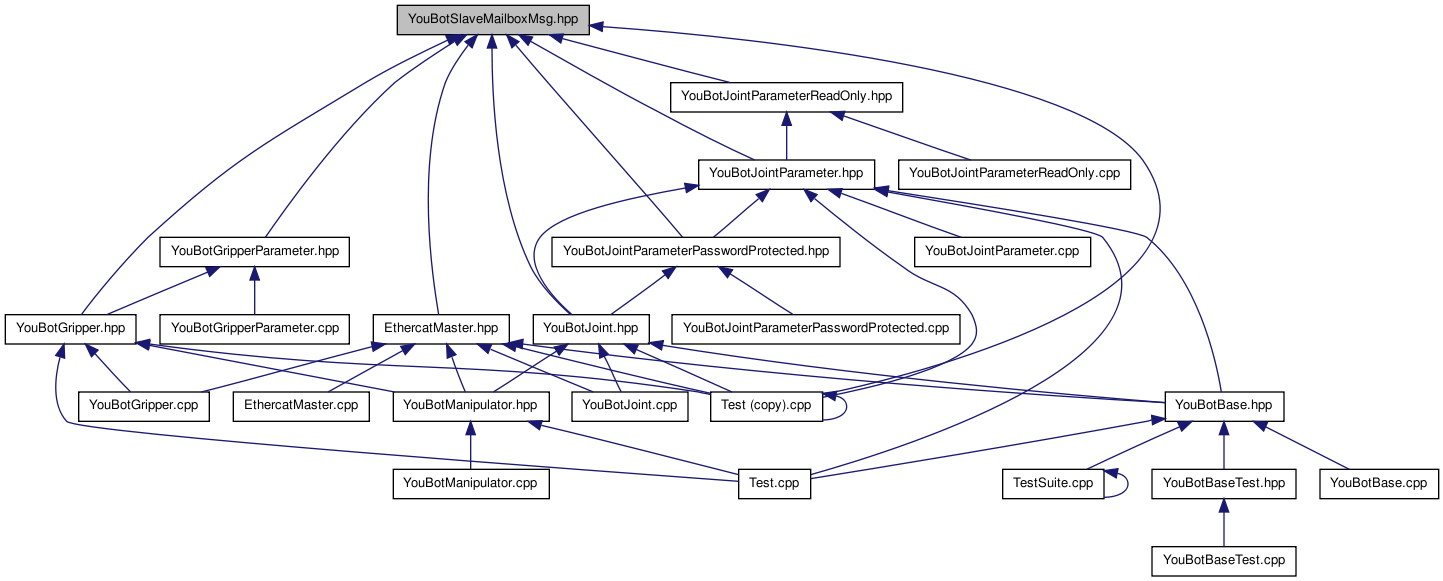 YouBotSlaveMailboxMsg.hpp
YouBotJointParameterReadOnly.hpp
YouBotJointParameter.hpp
YouBotJointParameterReadOnly.cpp
YouBotGripperParameter.hpp
YouBotJointParameterPasswordProtected.hpp
YouBotJointParameter.cpp
YouBotGripper.hpp
YouBotGripperParameter.cpp
EthercatMaster.hpp
YouBotJoint.hpp
YouBotJointParameterPasswordProtected.cpp
YouBotGripper.cpp
EthercatMaster.cpp
YouBotManipulator.hpp
YouBotJoint.cpp
Test (copy).cpp
YouBotBase.hpp
YouBotManipulator.cpp
Test.cpp
TestSuite.cpp
YouBotBaseTest.hpp
YouBotBase.cpp
YouBotBaseTest.cpp